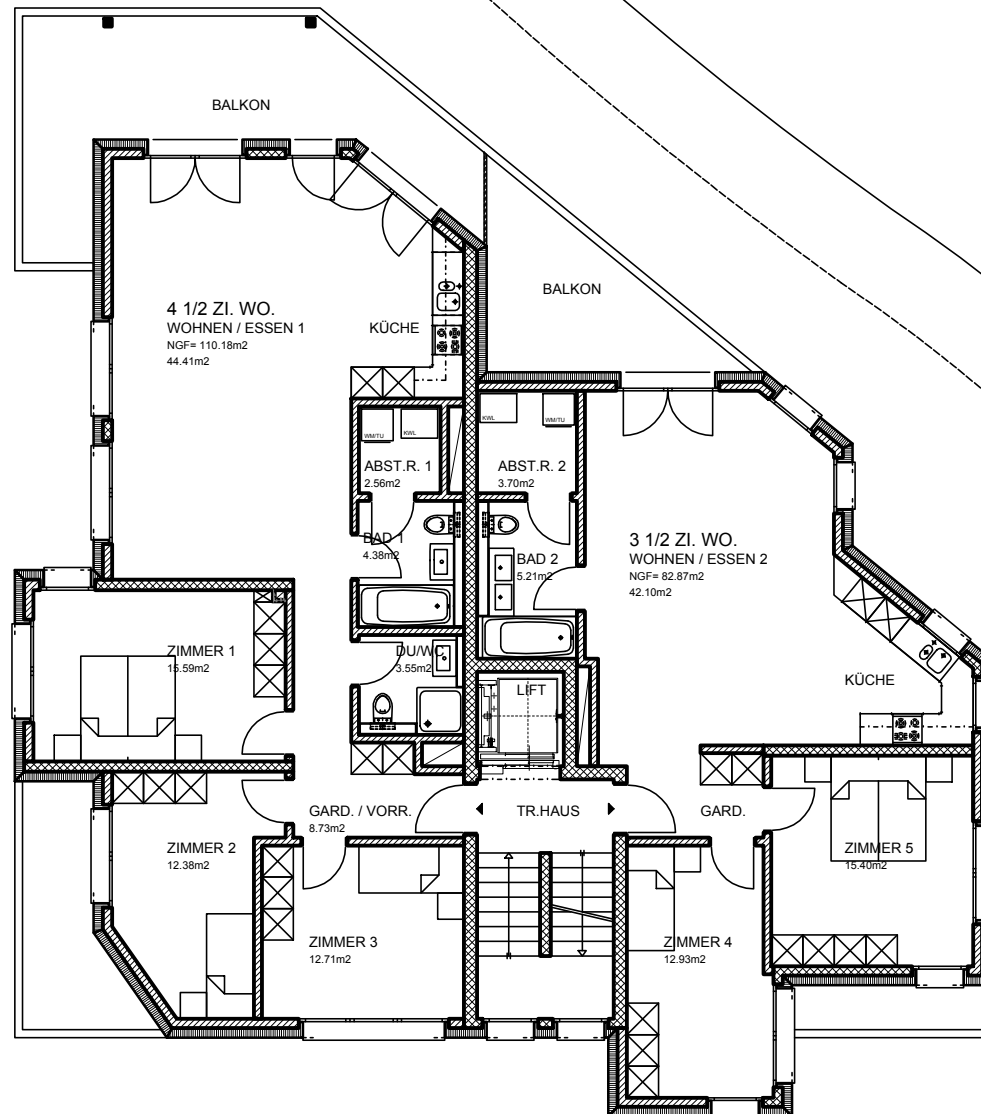 BALKON
BALKON
4 1/2 ZI. WO.
WOHNEN / ESSEN 1
NGF= 110.18m2
44.41m2
KÜCHE
WM/TU
KWL
ABST.R. 1
2.56m2
KWL
WM/TU
ABST.R. 2
3.70m2
BAD 1
4.38m2
BAD 2
5.21m2
3 1/2 ZI. WO.
WOHNEN / ESSEN 2
NGF= 82.87m2
42.10m2
ZIMMER 1
15.59m2
DU/WC
3.55m2
LIFT
KÜCHE
GARD. / VORR.
8.73m2
TR.HAUS
GARD.
ZIMMER 2
12.38m2
ZIMMER 5
15.40m2
ZIMMER 3
12.71m2
ZIMMER 4
12.93m2